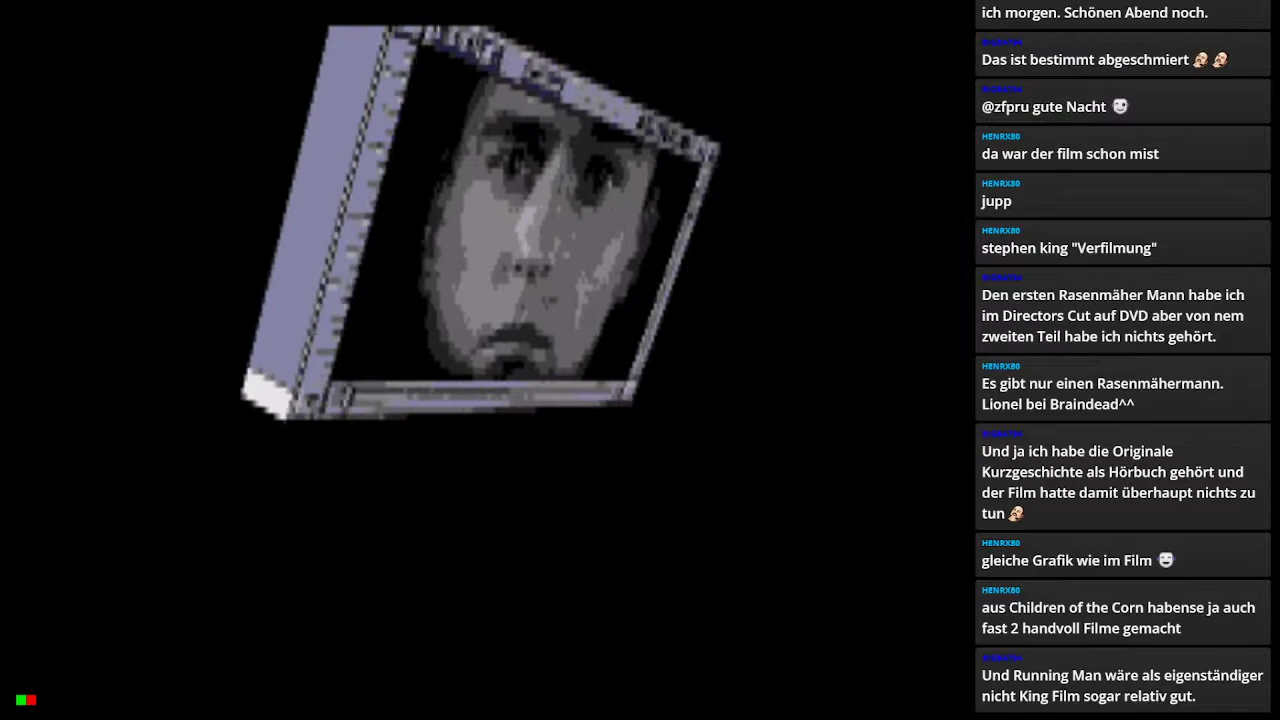 ich morgen. Schönen Abend noch.
Das ist bestimmt abgeschmiert
@zfpru gute Nacht
HENRX80
da war der film schon mist
HENRX80
jupp
HENRX80
stephen king "Verfilmung"
Den ersten Rasenmäher Mann habe ich
im Directors Cut auf DVD aber von nem
zweiten Teil habe ich nichts gehört.
HENRX80
Es gibt nur einen Rasenmähermann.
Lionel bei Braindead^^
Und ja ich habe die Originale
Kurzgeschichte als Hörbuch gehört und
der Film hatte damit überhaupt nichts zu
tun
HENRX80
gleiche Grafik wie im Film
HENRX80
aus Children of the Corn habense ja auch
fast 2 handvoll Filme gemacht
Und Running Man wäre als eigenständiger
nicht King Film sogar relativ gut.